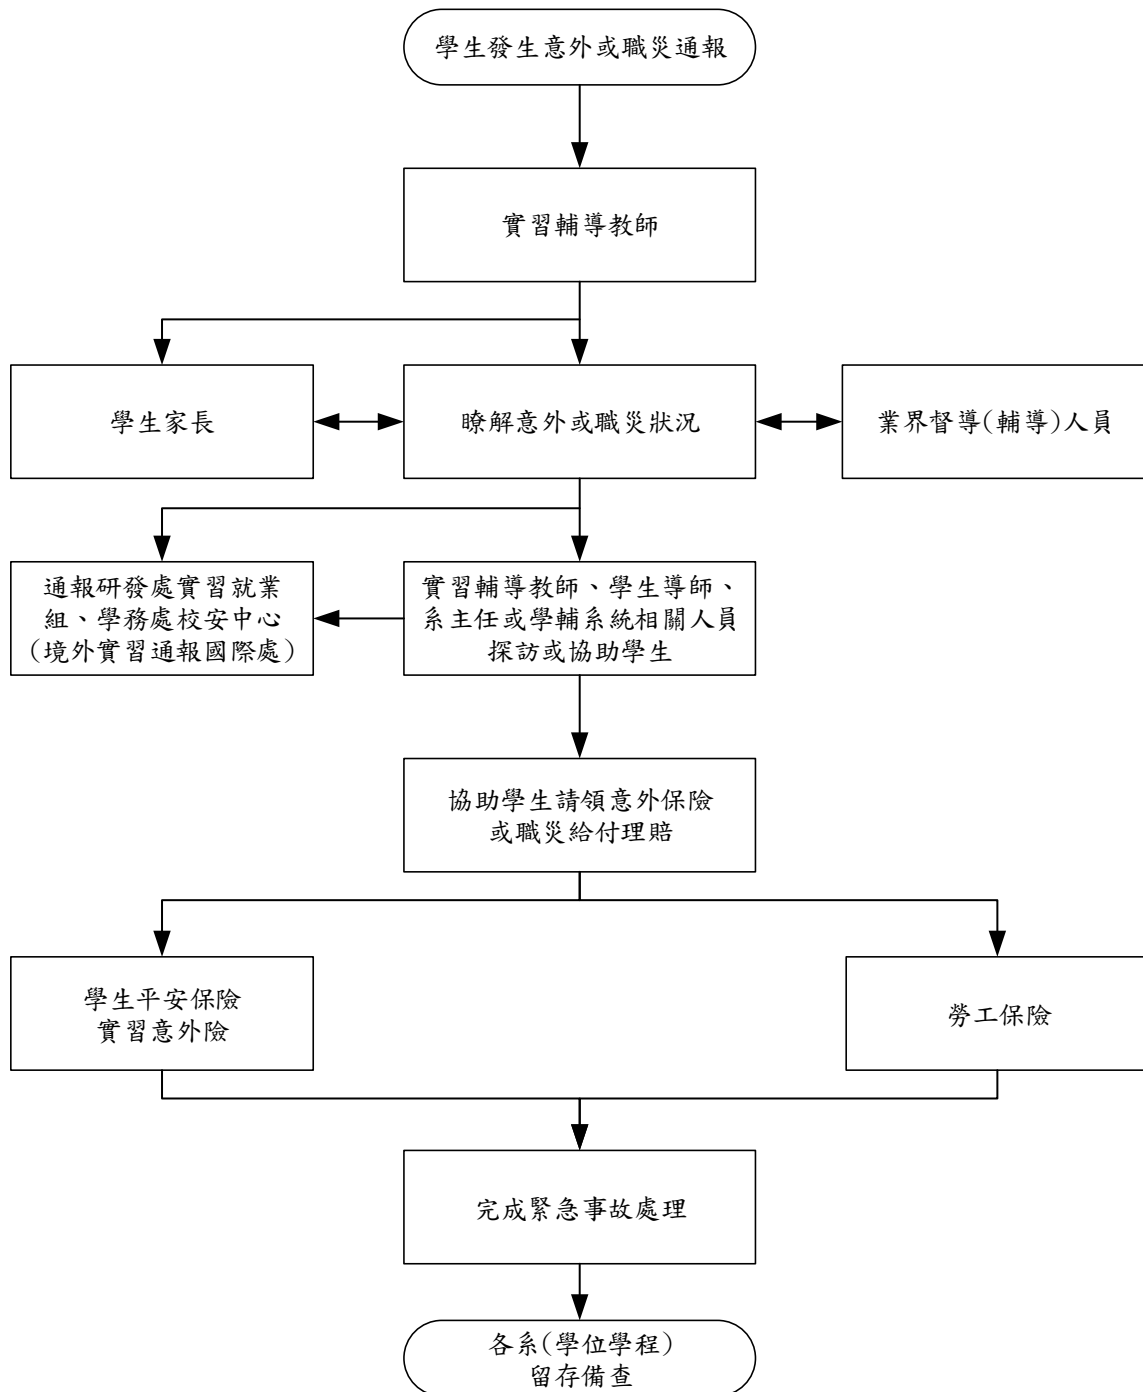 學生發生意外或職災通報
實習輔導教師
學生家長
瞭解意外或職災狀況
業界督導(輔導)人員
通報研發處實習就業
組、學務處校安中心
(境外實習通報國際處)
實習輔導教師、學生導師、
系主任或學輔系統相關人員
探訪或協助學生
協助學生請領意外保險
或職災給付理賠
學生平安保險
實習意外險
勞工保險
完成緊急事故處理
各系(學位學程)
留存備查